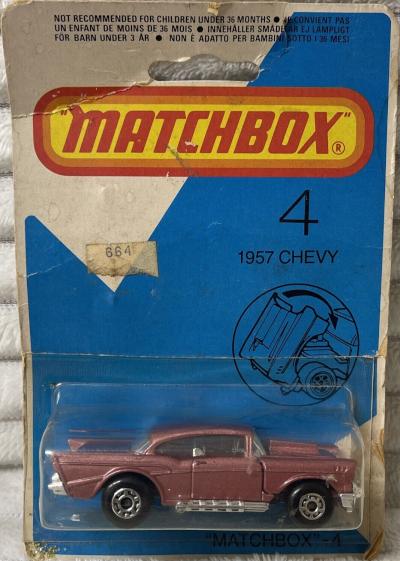 NOT RECOMMENDED FOR CHILDREN UNDER 36 MONTHS ● NE CONVIENT PAS
UN ENFANT DE MOINS DE 36 MOIS ● INNEHÅLLER SMÅDELAR EJ LÄMPLIGT
FÖR BARN UNDER 3 ÅR ● NON È ADATTO PER BAMBINI SOTTO I 36 MESI
"MATCHBOX"®
4
664
1957 CHEVY
"MATCHBOX"-4